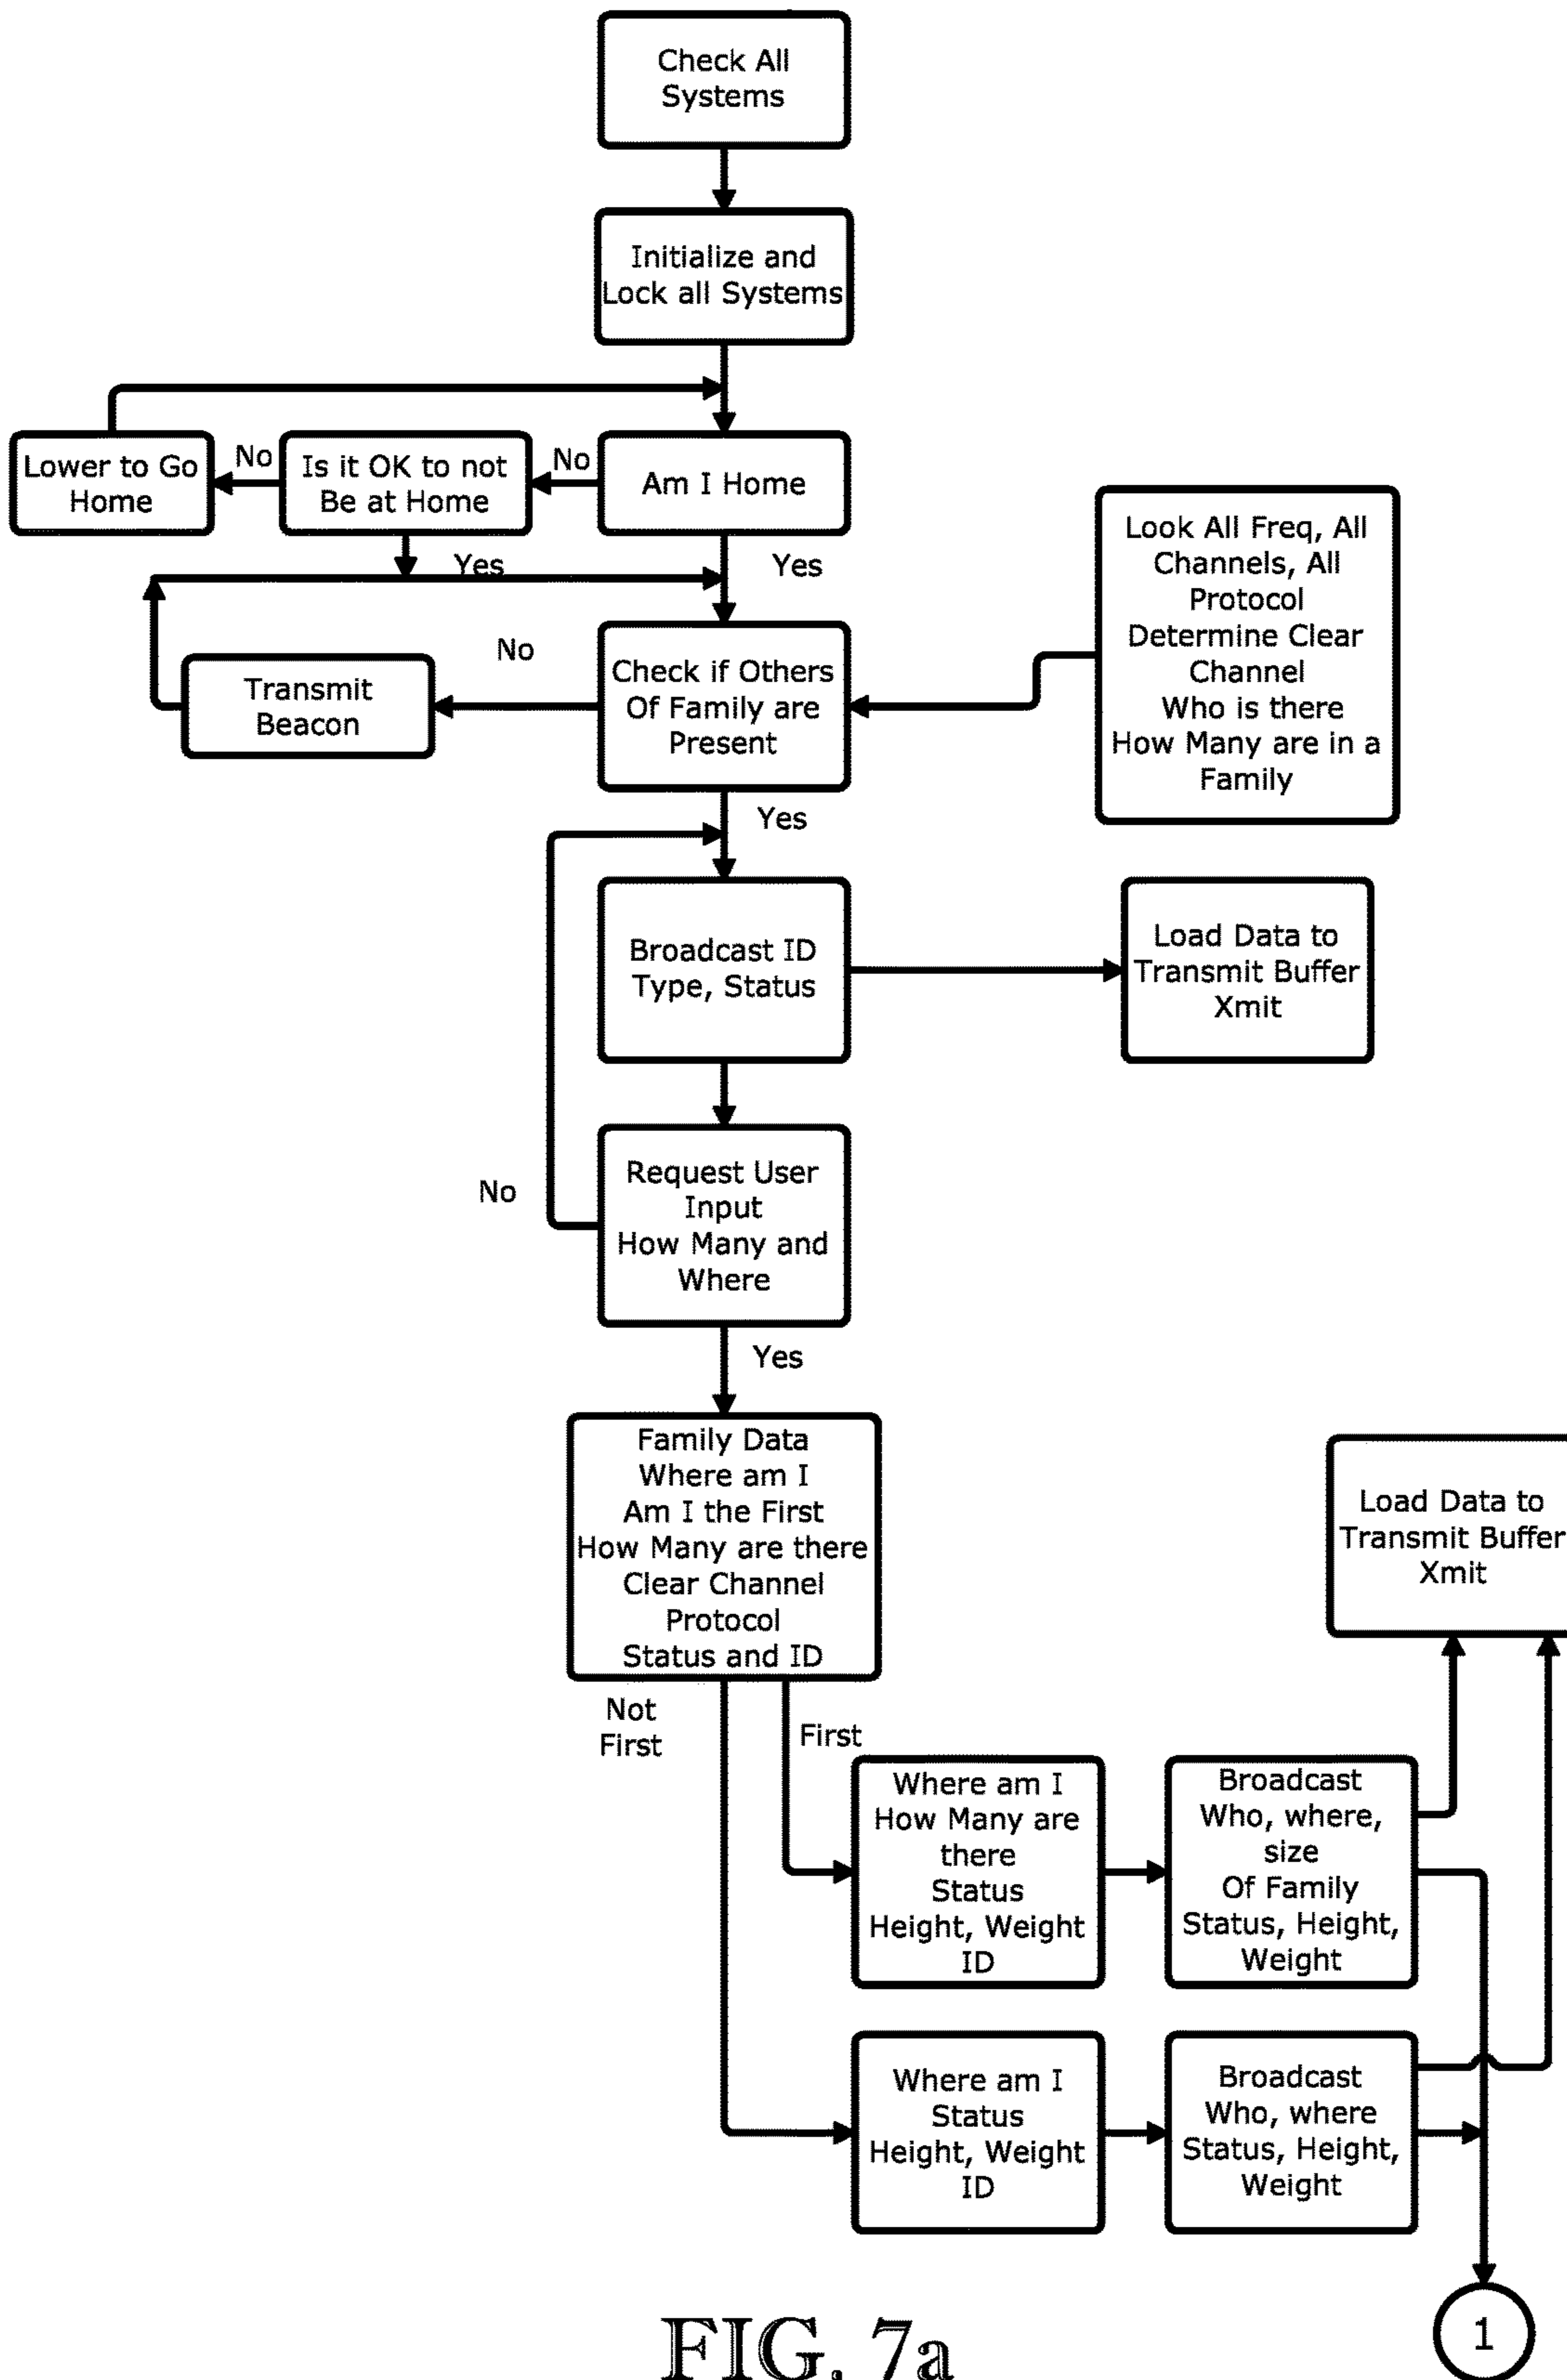 Check All
Systems
Initialize and
Lock all Systems
Lower to Go
Home
No
Is it OK to not
Be at Home
No
Am I Home
Yes
Yes
Look All Freq, All
Channels, All
Protocol
Determine Clear
Channel
Who is there
How Many are in a
Family
No
Transmit
Beacon
Check if Others
Of Family are
Present
Yes
Broadcast ID
Type, Status
Load Data to
Transmit Buffer
Xmit
No
Request User
Input
How Many and
Where
Yes
Family Data
Where am I
Am I the First
How Many are there
Clear Channel
Protocol
Status and ID
Load Data to
Transmit Buffer
Xmit
Not
First
First
Where am I
How Many are
there
Status
Height, Weight
ID
Broadcast
Who, where,
size
Of Family
Status, Height,
Weight
Where am I
Status
Height, Weight
ID
Broadcast
Who, where
Status, Height,
Weight
1
FIG. 7a